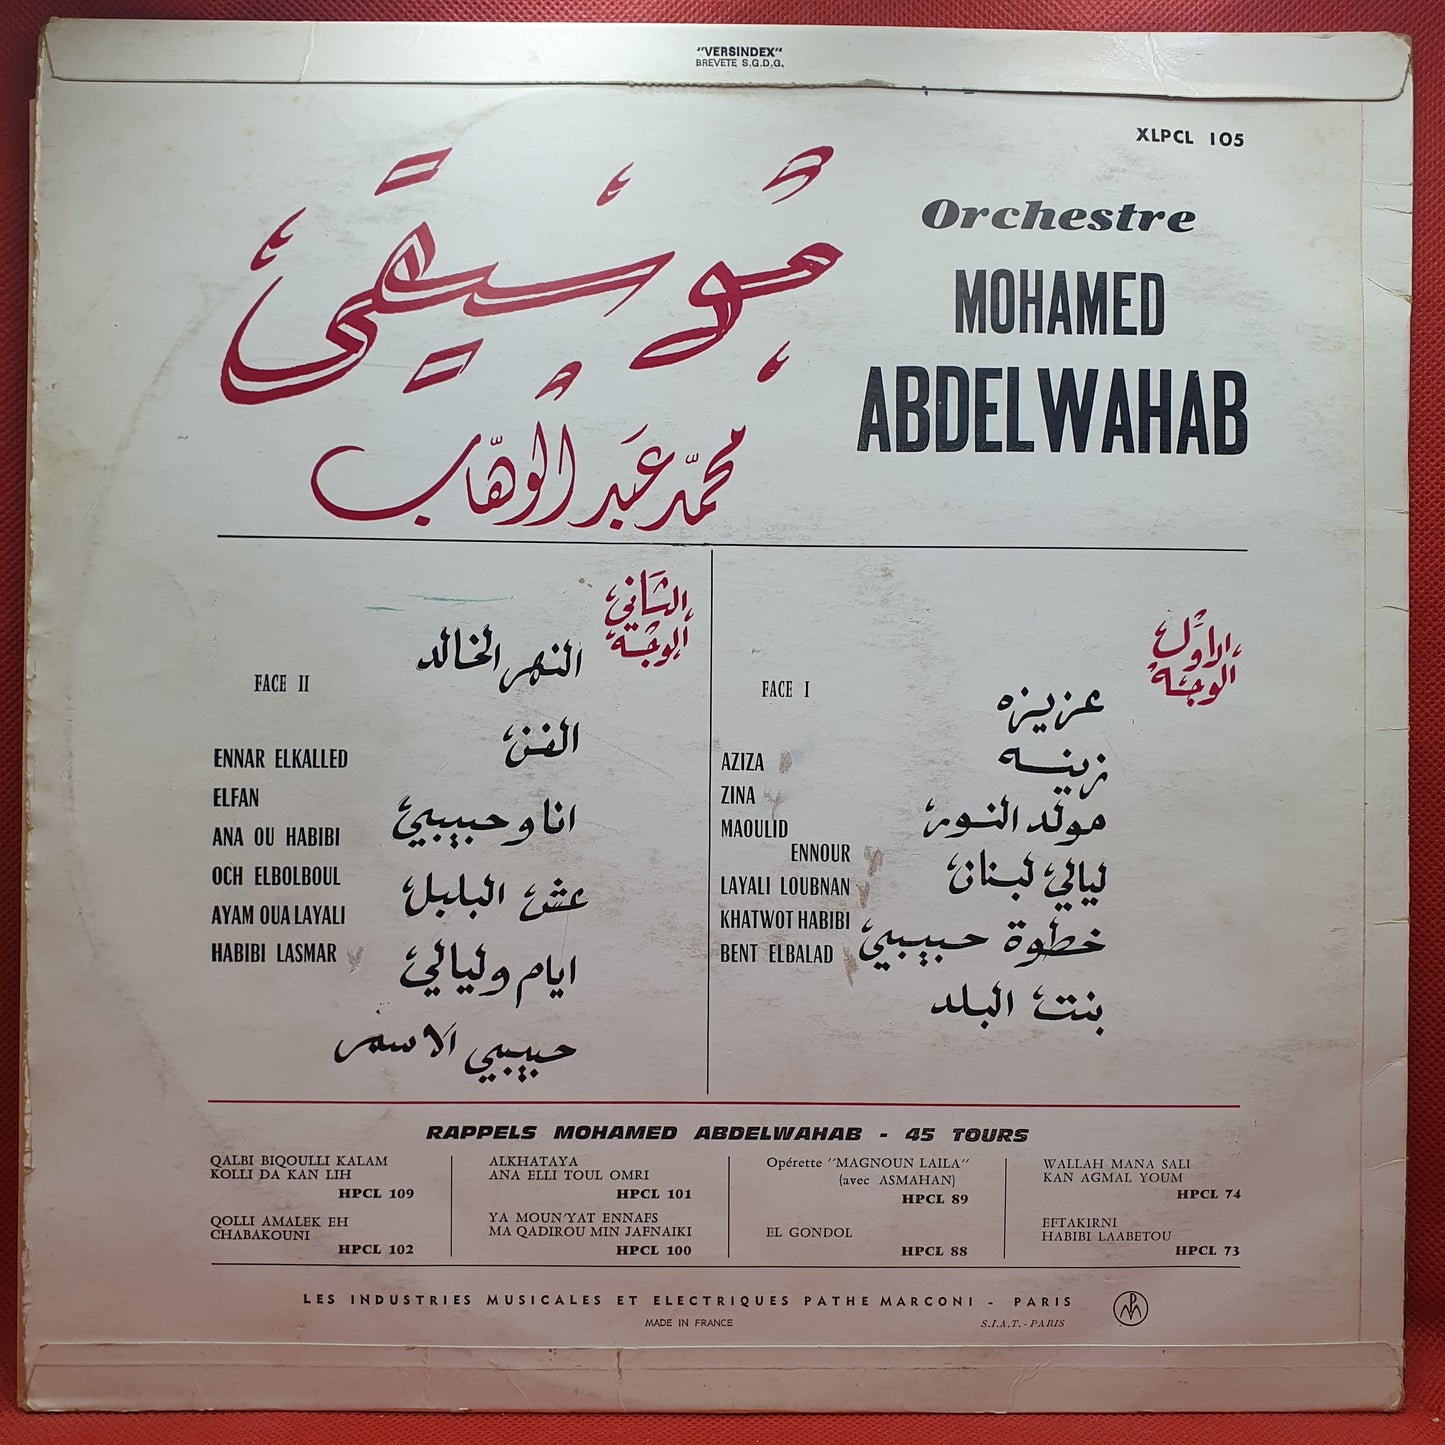 "VERSINDEX"
BREVETE S.G.D.G.
XLPCL 105
موسيقى
محمد عبد الوهاب
Orchestre
MOHAMED
ABDELWAHAB
الثاني
الوجه
FACE II
النهر الخالد
الفن
انا وحبيبي
عش البلبل
ايام وليالي
حبيبي الاسمر
ENNAR ELKALLED
ELFAN
ANA OU HABIBI
OCH ELBOLBOUL
AYAM OUA LAYALI
HABIBI LASMAR
الاول
الوجه
FACE I
عزيزه
زينه
مولد النور
ليالي لبنان
خطوة حبيبي
بنت البلد
AZIZA
ZINA
MAOULID
ENNOUR
LAYALI LOUBNAN
KHATWOT HABIBI
BENT ELBALAD
RAPPELS MOHAMED ABDELWAHAB - 45 TOURS
QALBI BIQOULLI KALAM
KOLLI DA KAN LIH
HPCL 109
QOLLI AMALEK EH
CHABAKOUNI
HPCL 102
ALKHATAYA
ANA ELLI TOUL OMRI
HPCL 101
YA MOUN'YAT ENNAFS
MA QADIROU MIN JAFNAIKI
HPCL 100
Opérette "MAGNOUN LAILA"
(avec ASMAHAN)
HPCL 89
EL GONDOL
HPCL 88
WALLAH MANA SALI
KAN AGMAL YOUM
HPCL 74
EFTAKIRNI
HABIBI LAABETOU
HPCL 73
LES INDUSTRIES MUSICALES ET ELECTRIQUES PATHE MARCONI - PARIS
MADE IN FRANCE
S.I.A.T. - PARIS